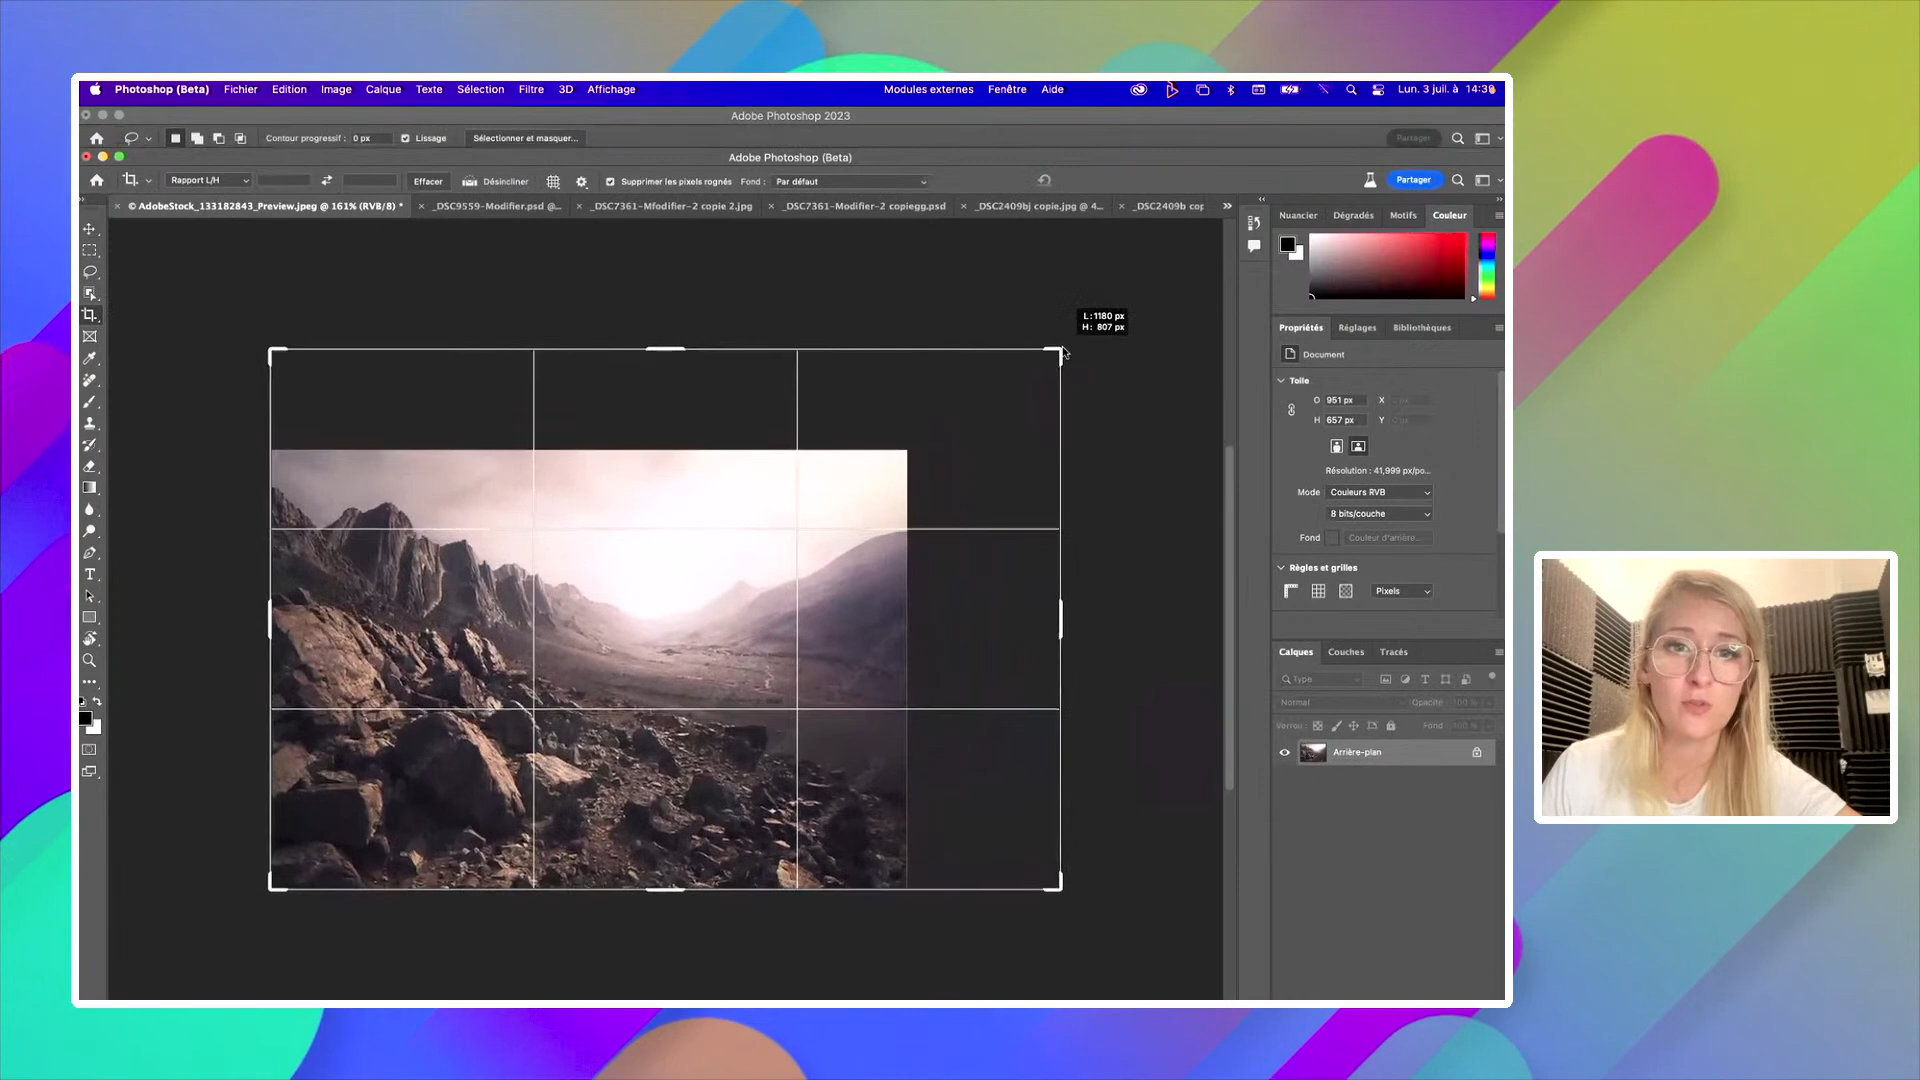 Photoshop (Beta) Fichier Edition Image Calque Texte Sélection Filtre 3D Affichage Modules externes Fenêtre Aide Lun. 3 juil. à 14:36
Adobe Photoshop 2023
Contour progressif : 0 px Lissage Sélectionner et masquer... Partager
Adobe Photoshop (Beta)
Rapport L/H Effacer Désincliner Supprimer les pixels rognés Fond : Par défaut Partager
© AdobeStock_133182843_Preview.jpeg @ 161% (RVB/8) * _DSC9559-Modifier.psd @... _DSC7361-Mfodifier-2 copie 2.jpg _DSC7361-Modifier-2 copiegg.psd _DSC2409bj copie.jpg @ 4... _DSC2409b cop
Nuancier Dégradés Motifs Couleur
L : 1180 px
H : 807 px
Propriétés Réglages Bibliothèques
Document
Toile
O 951 px X
H 657 px Y
Résolution : 41,999 px/po...
Mode Couleurs RVB
8 bits/couche
Fond Couleur d'arrière...
Règles et grilles
Pixels
Calques Couches Tracés
Type
Normal Opacité : 100 %
Verrou : Fond : 100 %
Arrière-plan